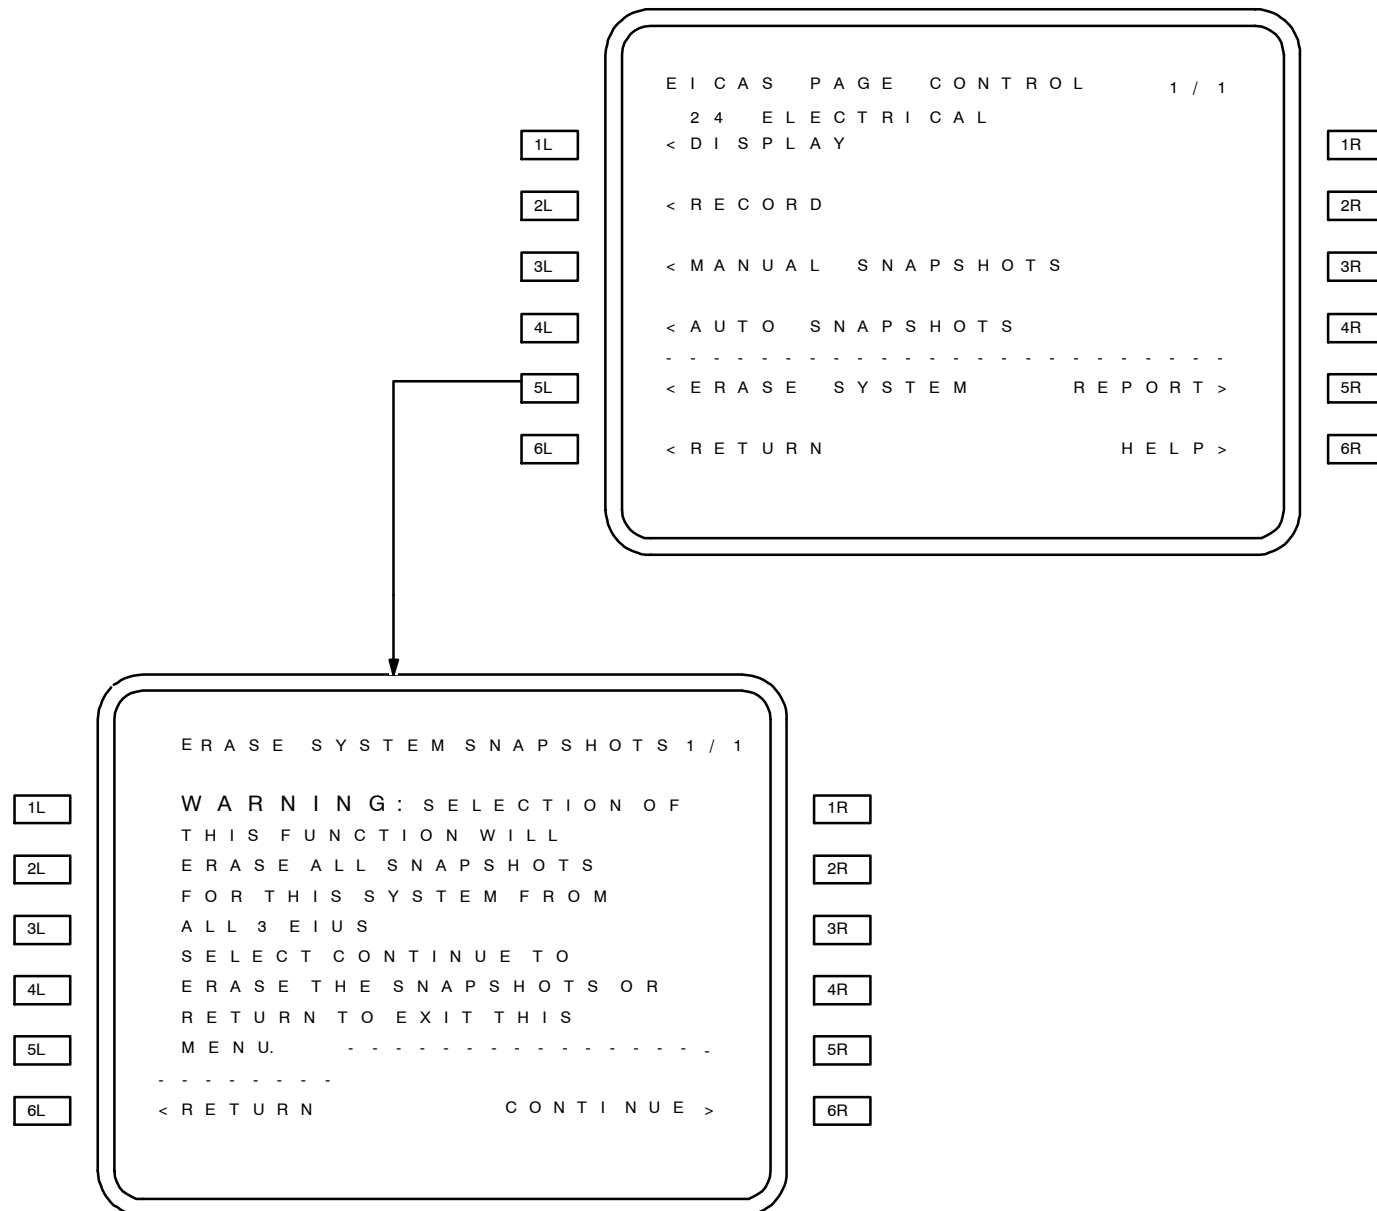 EICAS PAGE CONTROL 1/1
24 ELECTRICAL
1L <DISPLAY 1R
2L <RECORD 2R
3L <MANUAL SNAPSHOTS 3R
4L <AUTO SNAPSHOTS 4R
- - - - - - - - - - - - - - - - - - - - - - - -
5L <ERASE SYSTEM REPORT> 5R
6L <RETURN HELP> 6R
ERASE SYSTEM SNAPSHOTS 1/1
1L WARNING: SELECTION OF 1R
THIS FUNCTION WILL
2L ERASE ALL SNAPSHOTS 2R
FOR THIS SYSTEM FROM
3L ALL 3 EIUS 3R
SELECT CONTINUE TO
4L ERASE THE SNAPSHOTS OR 4R
RETURN TO EXIT THIS
5L MENU. - - - - - - - - - - - - - - - - 5R
- - - - - - - -
6L <RETURN CONTINUE> 6R